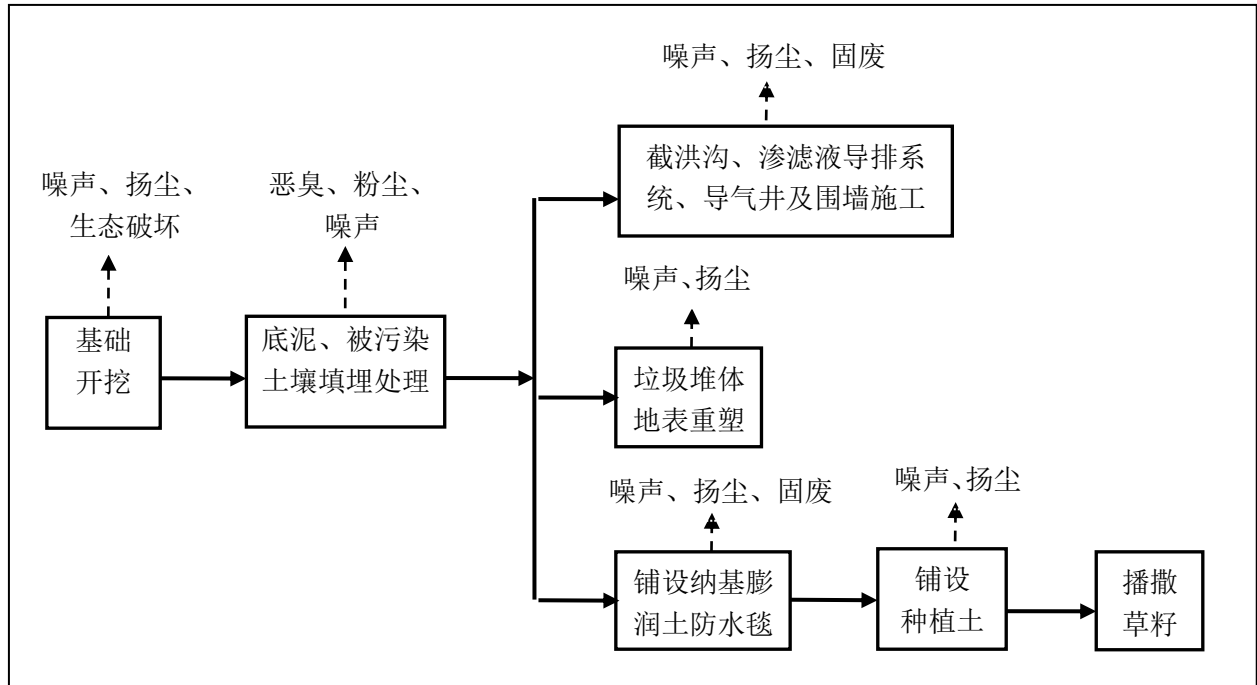 噪声、扬尘、固废
截洪沟、渗滤液导排系
统、导气井及围墙施工
噪声、扬尘、
生态破坏
恶臭、粉尘、
噪声
噪声、扬尘
基础
开挖
底泥、被污染
土壤填埋处理
垃圾堆体
地表重塑
噪声、扬尘、固废
噪声、扬尘
铺设纳基膨
润土防水毯
铺设
种植土
播撒
草籽